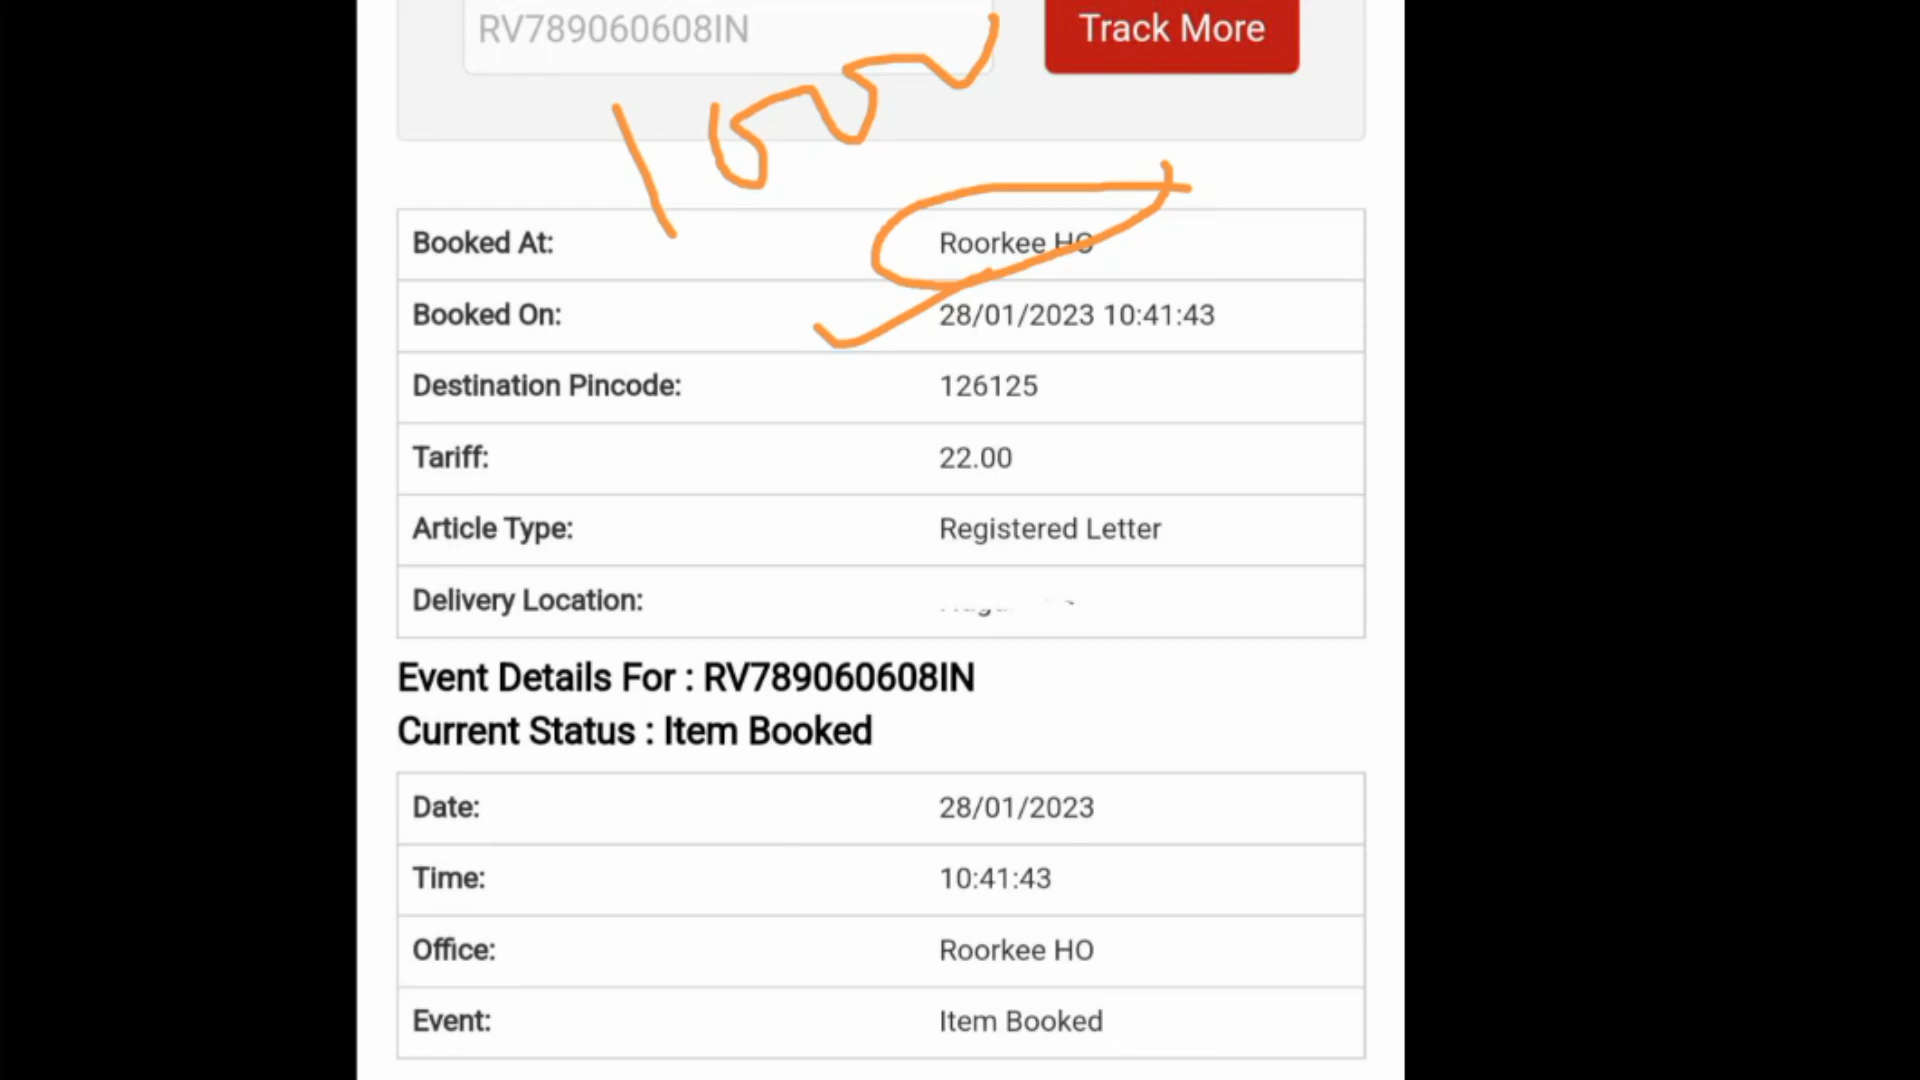 RV789060608IN Track More
1000
Booked At: Roorkee HO
Booked On: 28/01/2023 10:41:43
Destination Pincode: 126125
Tariff: 22.00
Article Type: Registered Letter
Delivery Location:
Event Details For : RV789060608IN
Current Status : Item Booked
Date: 28/01/2023
Time: 10:41:43
Office: Roorkee HO
Event: Item Booked